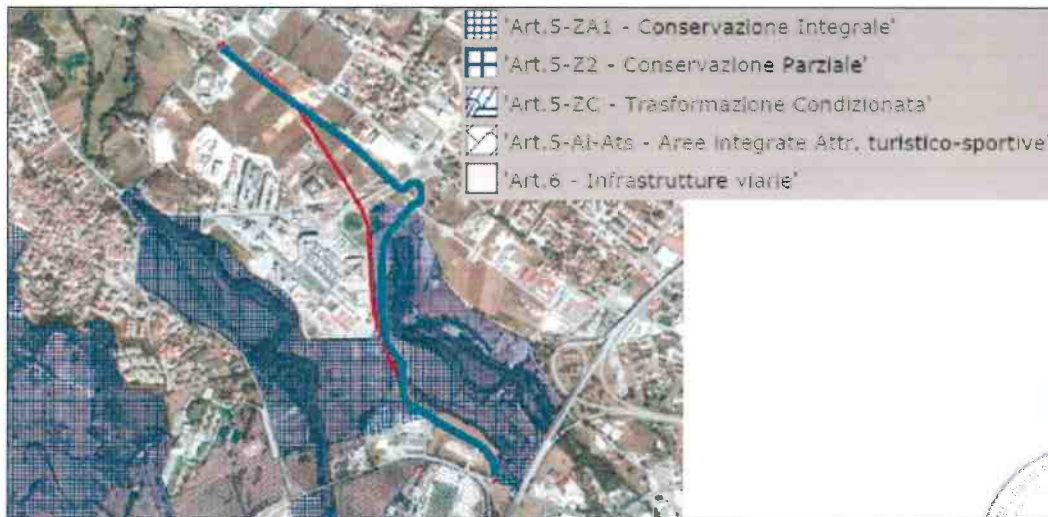 'Art.5-ZA1 - Conservazione Integrale'
'Art.5-Z2 - Conservazione Parziale'
'Art.5-ZC - Trasformazione Condizionata'
'Art.5-AI-Ats - Aree Integrate Attr. turistico-sportive'
'Art.6 - Infrastrutture viarie'